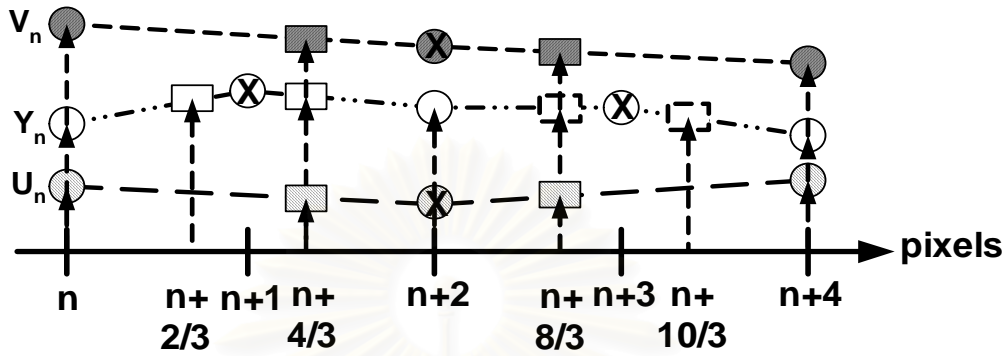 Vn
X
X
Yn
X
Un
X
pixels
n
n+ 2/3
n+1
n+ 4/3
n+2
n+ 8/3
n+3
n+ 10/3
n+4